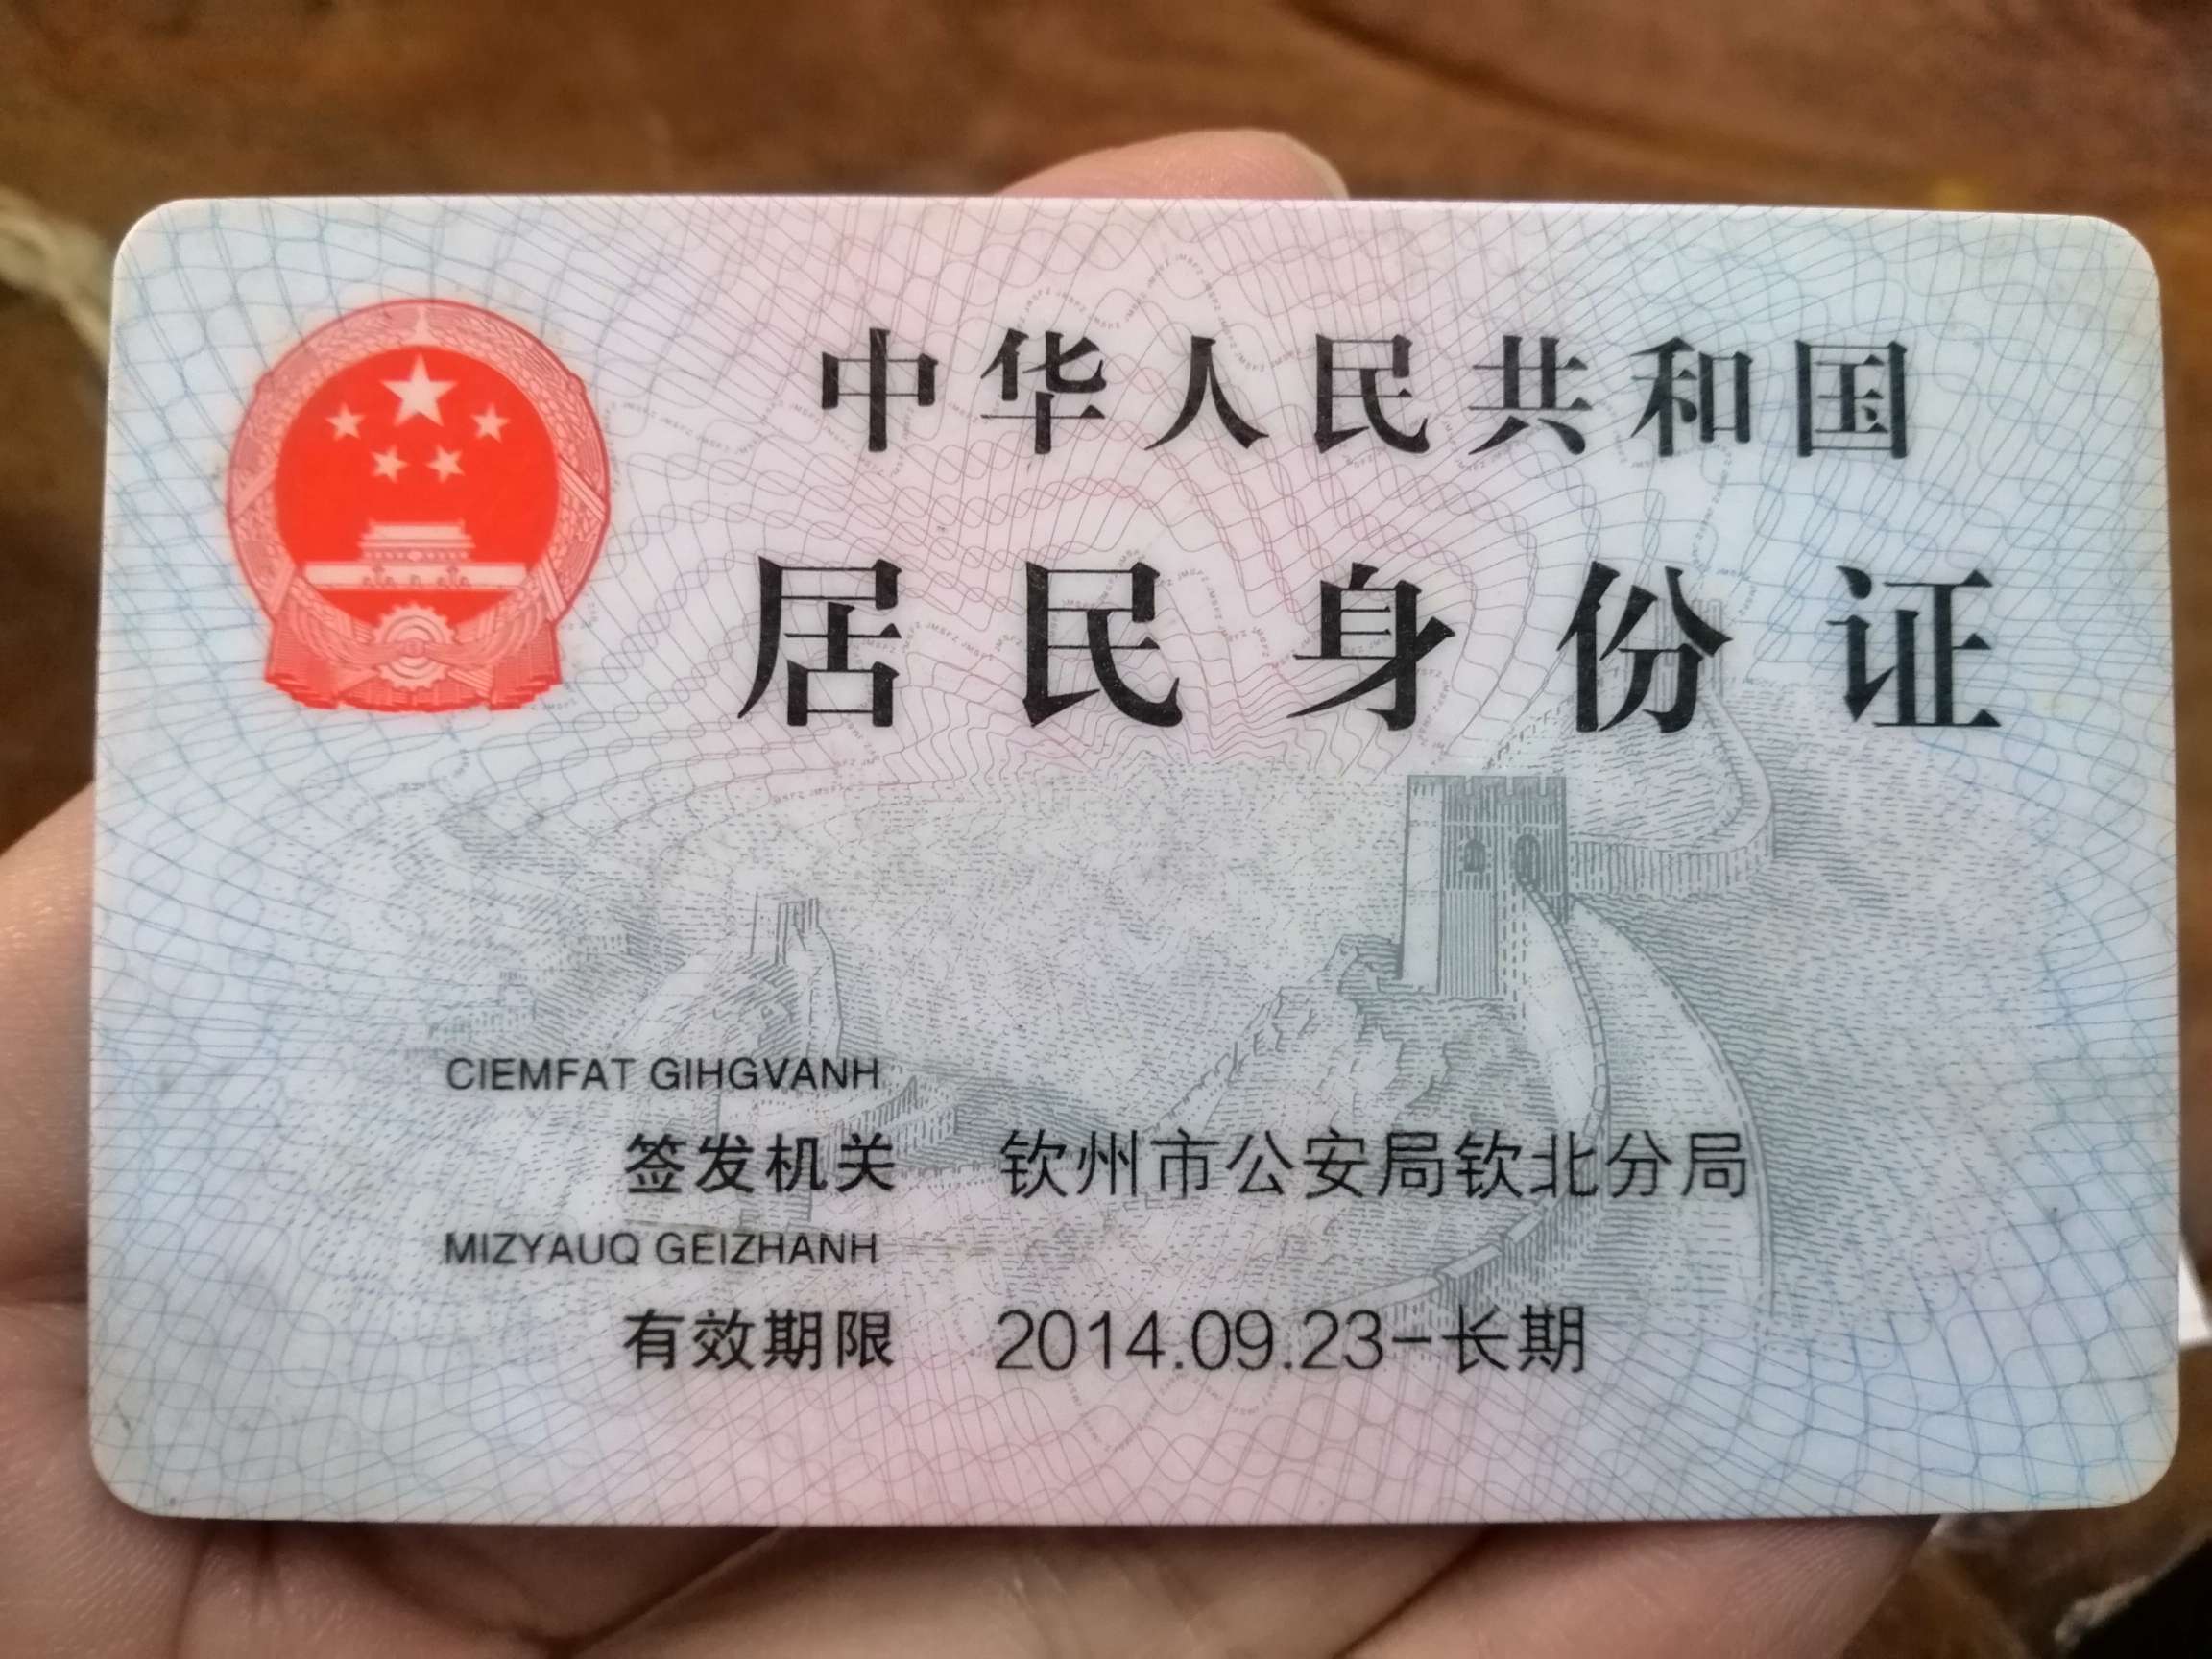 中华人民共和国
居民身份证
CIEMFAT GIHGVANH
签发机关 钦州市公安局钦北分局
MIZYAUQ GEIZHANH
有效期限 2014.09.23-长期